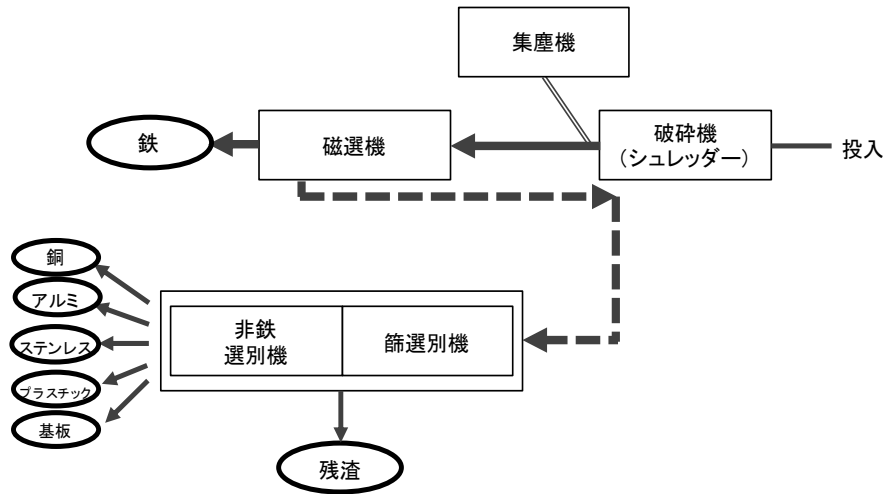 集塵機
鉄
磁選機
破砕機
(シュレッダー)
投入
銅
アルミ
ステンレス
プラスチック
基板
非鉄
選別機
篩選別機
残渣